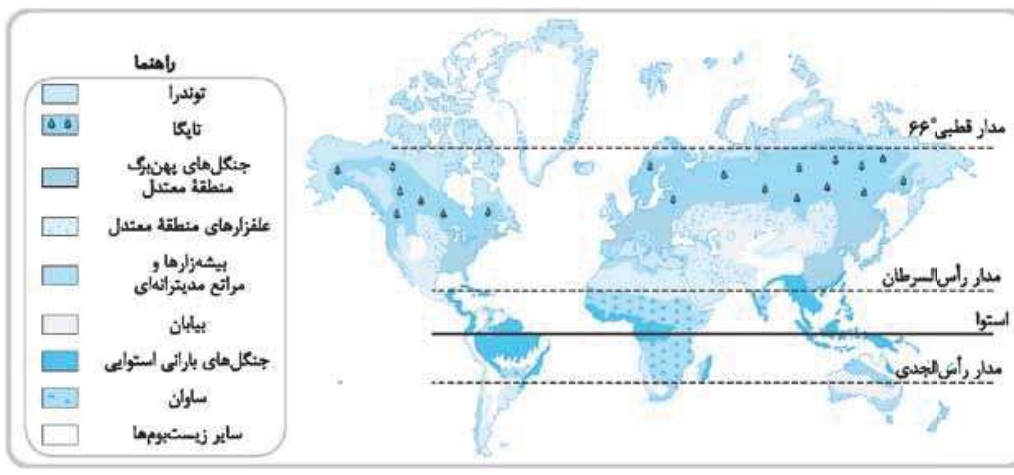 راهنما
توندرا
تایگا
جنگل‌های پهن‌برگ
منطقهٔ معتدل
علفزارهای منطقهٔ معتدل
بیشه‌زارها و
مراتع مدیترانه‌ای
بیابان
جنگل‌های بارانی استوایی
ساوان
سایر زیست‌بوم‌ها
مدار قطبی °۶۶
مدار رأس‌السرطان
استوا
مدار رأس‌الجدی